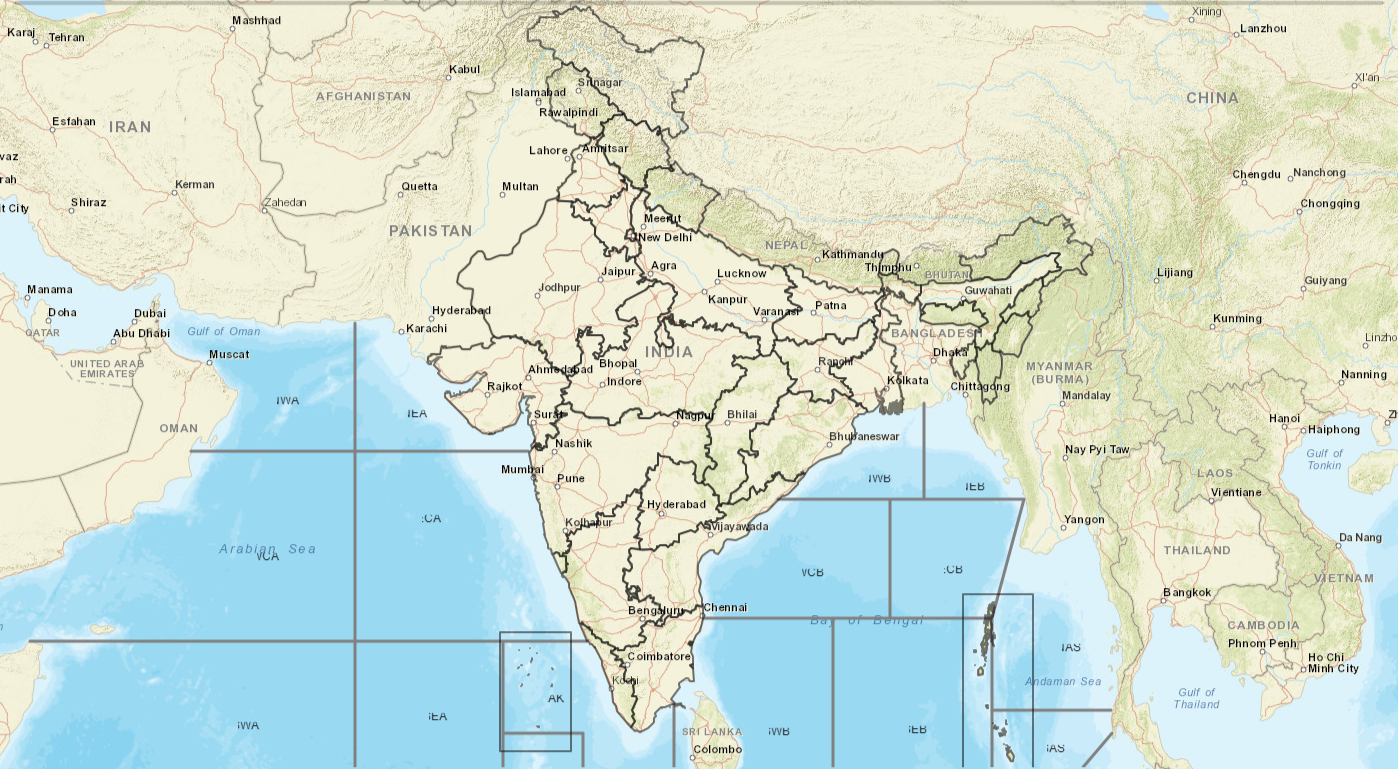 Xining
Mashhad
Lanzhou
Karaj
Tehran
Kabul
Xi'an
Srinagar
Islamabad
AFGHANISTAN
CHINA
Rawalpindi
Esfahan
IRAN
Amritsar
Lahore
vaz
Chengdu
Nanchong
rah
Kerman
Quetta
Multan
Shiraz
Zahedan
Chongqing
it City
Meerut
PAKISTAN
New Delhi
NEPAL
Kathmandu
Agra
Thimphu
Jaipur
Lucknow
BHUTAN
Lijiang
Guiyang
Manama
Jodhpur
Guwahati
Kanpur
Patna
Doha
Dubai
Hyderabad
Varanasi
Kunming
QATAR
Abu Dhabi
Gulf of Oman
Karachi
BANGLADESH
Linzho
Muscat
INDIA
Dhaka
UNITED ARAB
EMIRATES
Bhopal
Ranchi
MYANMAR
(BURMA)
Ahmedabad
Indore
Kolkata
Nanning
Rajkot
Chittagong
Mandalay
IWA
IEA
Surat
Nagpur
Bhilai
Hanoi
Haiphong
OMAN
Bhubaneswar
Nashik
Nay Pyi Taw
Gulf of
Tonkin
Mumbai
Pune
IWB
IEB
LAOS
Vientiane
Hyderabad
:CA
Kolhapur
Vijayawada
Yangon
Da Nang
Arabian Sea
VCA
THAILAND
VCB
:CB
VIETNAM
Bangkok
Bengaluru
Chennai
Bay of Bengal
CAMBODIA
Phnom Penh
IAS
Coimbatore
Ho Chi
Minh City
Kochi
Andaman Sea
AK
Gulf of
Thailand
IWA
IEA
SRI LANKA
IWB
IEB
Colombo
IAS